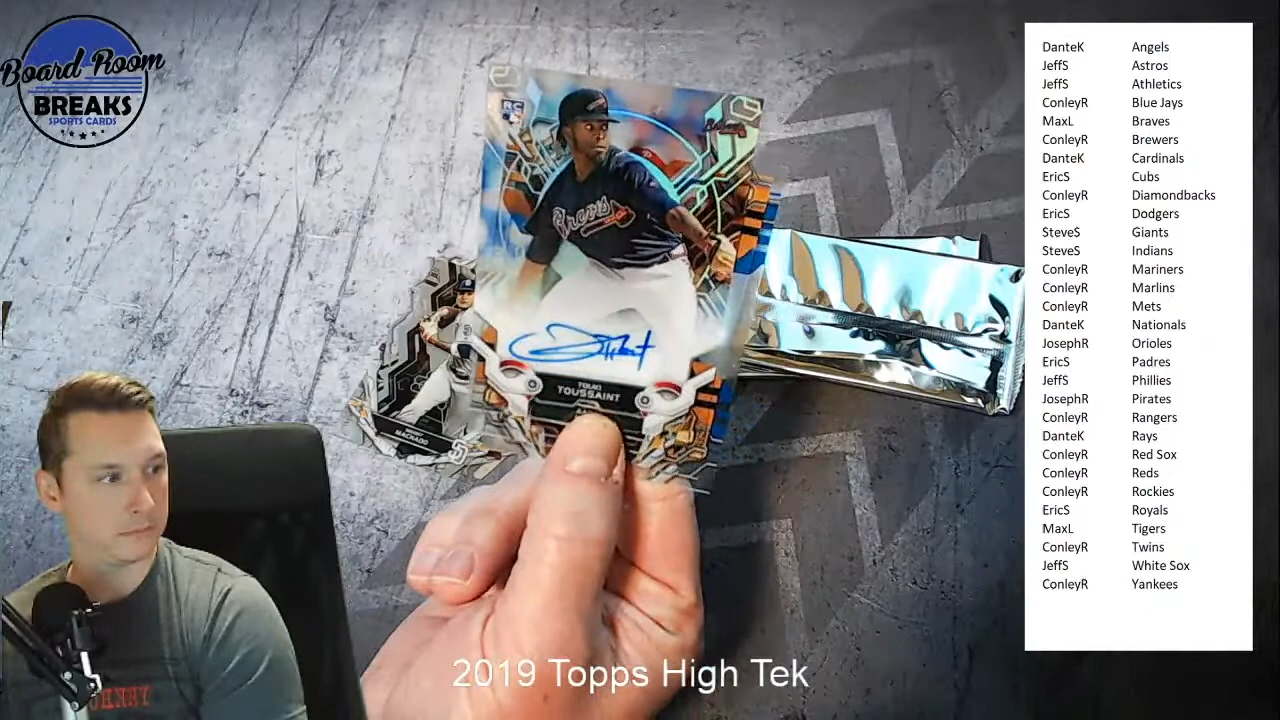 Board Room
BREAKS
SPORTS CARDS
RC
Braves
TOUKI
TOUSSAINT
MACHADO
DanteK Angels
JeffS Astros
JeffS Athletics
ConleyR Blue Jays
MaxL Braves
ConleyR Brewers
DanteK Cardinals
EricS Cubs
ConleyR Diamondbacks
EricS Dodgers
SteveS Giants
SteveS Indians
ConleyR Mariners
ConleyR Marlins
ConleyR Mets
DanteK Nationals
JosephR Orioles
EricS Padres
JeffS Phillies
JosephR Pirates
ConleyR Rangers
DanteK Rays
ConleyR Red Sox
ConleyR Reds
ConleyR Rockies
EricS Royals
MaxL Tigers
ConleyR Twins
JeffS White Sox
ConleyR Yankees
2019 Topps High Tek